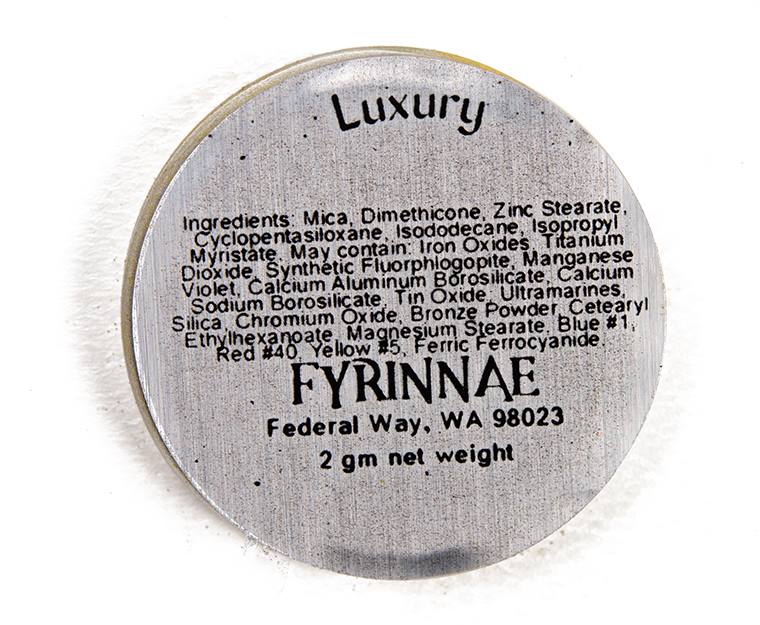 Luxury
Ingredients: Mica, Dimethicone, Zinc Stearate,
Cyclopentasiloxane, Isododecane, Isopropyl
Myristate. May contain: Iron Oxides, Titanium
Dioxide, Synthetic Fluorphlogopite, Manganese
Violet, Calcium Aluminum Borosilicate, Calcium
Sodium Borosilicate, Tin Oxide, Ultramarines,
Silica, Chromium Oxide, Bronze Powder, Cetearyl
Ethylhexanoate, Magnesium Stearate, Blue #1,
Red #40, Yellow #5, Ferric Ferrocyanide.
FYRINNAE
Federal Way, WA 98023
2 gm net weight